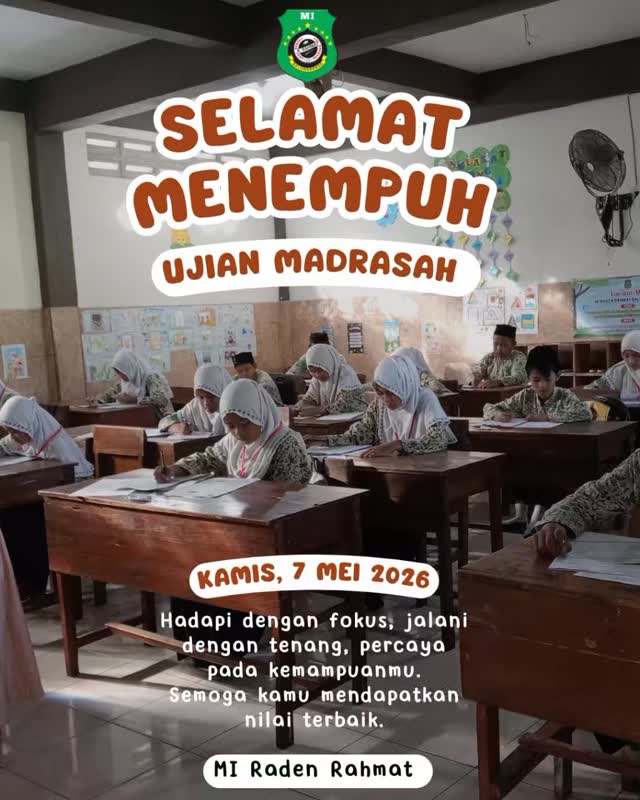 MI
SELAMAT
MENEMPUH
UJIAN MADRASAH
KAMIS, 7 MEI 2026
Hadapi dengan fokus, jalani
dengan tenang, percaya
pada kemampuanmu.
Semoga kamu mendapatkan
nilai terbaik.
MI Raden Rahmat